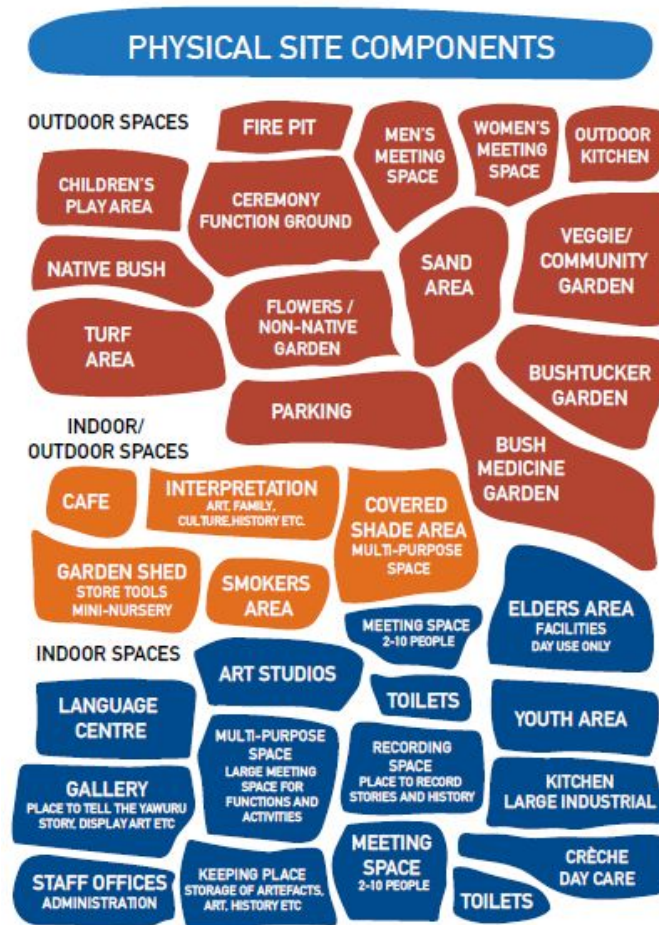 PHYSICAL SITE COMPONENTS
OUTDOOR SPACES
FIRE PIT
MEN'S
MEETING
SPACE
WOMEN'S
MEETING
SPACE
OUTDOOR
KITCHEN
CHILDREN'S
PLAY AREA
CEREMONY
FUNCTION GROUND
NATIVE BUSH
SAND
AREA
VEGGIE/
COMMUNITY
GARDEN
TURF
AREA
FLOWERS /
NON-NATIVE
GARDEN
BUSHTUCKER
GARDEN
PARKING
BUSH
MEDICINE
GARDEN
INDOOR/
OUTDOOR SPACES
CAFE
INTERPRETATION
ART, FAMILY,
CULTURE,HISTORY ETC.
COVERED
SHADE AREA
MULTI-PURPOSE
SPACE
GARDEN SHED
STORE TOOLS
MINI-NURSERY
SMOKERS
AREA
INDOOR SPACES
MEETING SPACE
2-10 PEOPLE
ELDERS AREA
FACILITIES
DAY USE ONLY
ART STUDIOS
LANGUAGE
CENTRE
TOILETS
YOUTH AREA
MULTI-PURPOSE
SPACE
LARGE MEETING
SPACE FOR
FUNCTIONS AND
ACTIVITIES
RECORDING
SPACE
PLACE TO RECORD
STORIES AND HISTORY
GALLERY
PLACE TO TELL THE YAWURU
STORY, DISPLAY ART ETC
KITCHEN
LARGE INDUSTRIAL
STAFF OFFICES
ADMINISTRATION
KEEPING PLACE
STORAGE OF ARTEFACTS,
ART, HISTORY ETC
MEETING
SPACE
2-10 PEOPLE
CRÈCHE
DAY CARE
TOILETS